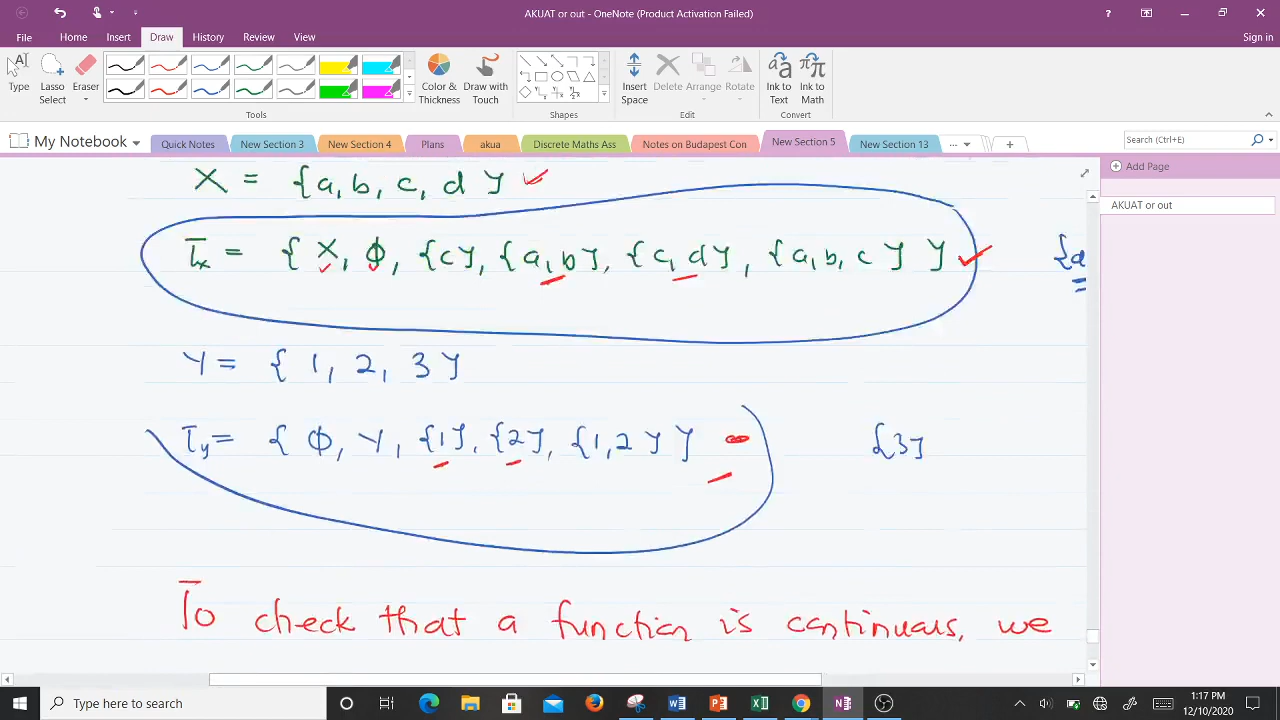 AKUAT or out - OneNote (Product Activation Failed)
File Home Insert Draw History Review View Sign in
Type Lasso Select Eraser Color & Thickness Draw with Touch Insert Space Delete Arrange Rotate Ink to Text Ink to Math
Tools Shapes Edit Convert
My Notebook Quick Notes New Section 3 New Section 4 Plans akua Discrete Maths Ass Notes on Budapest Con New Section 5 New Section 13 ... Search (Ctrl+E)
Add Page
AKUAT or out
X = {a, b, c, d}
τx = { X, Φ, {c}, {a, b}, {c, d}, {a, b, c} }
Y = { 1, 2, 3 }
τy = { Φ, Y, {1}, {2}, {1, 2} } {3}
To check that a function is continuous, we
Type here to search
1:17 PM
12/10/2020